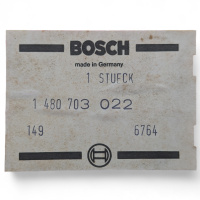 BOSCH
made in Germany
1 STUECK
1 480 703 022
149 6764